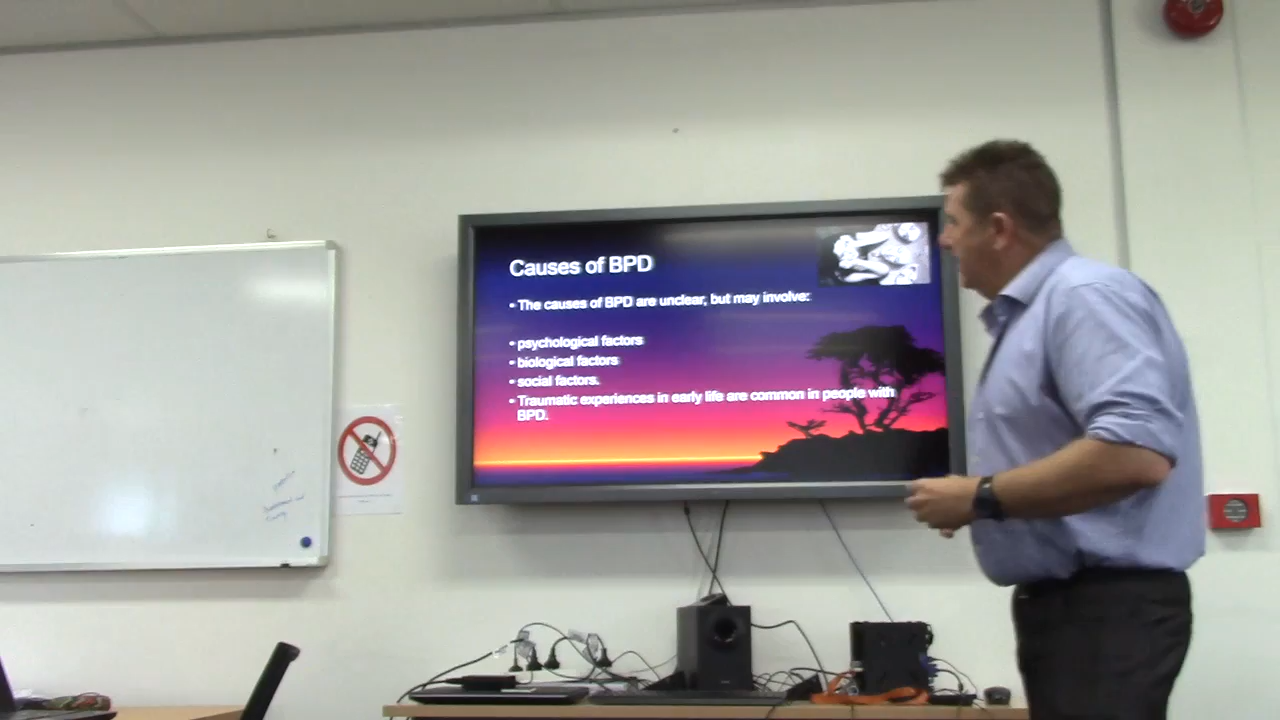 Causes of BPD
• The causes of BPD are unclear, but may involve:
• psychological factors
• biological factors
• social factors.
• Traumatic experiences in early life are common in people with
BPD.